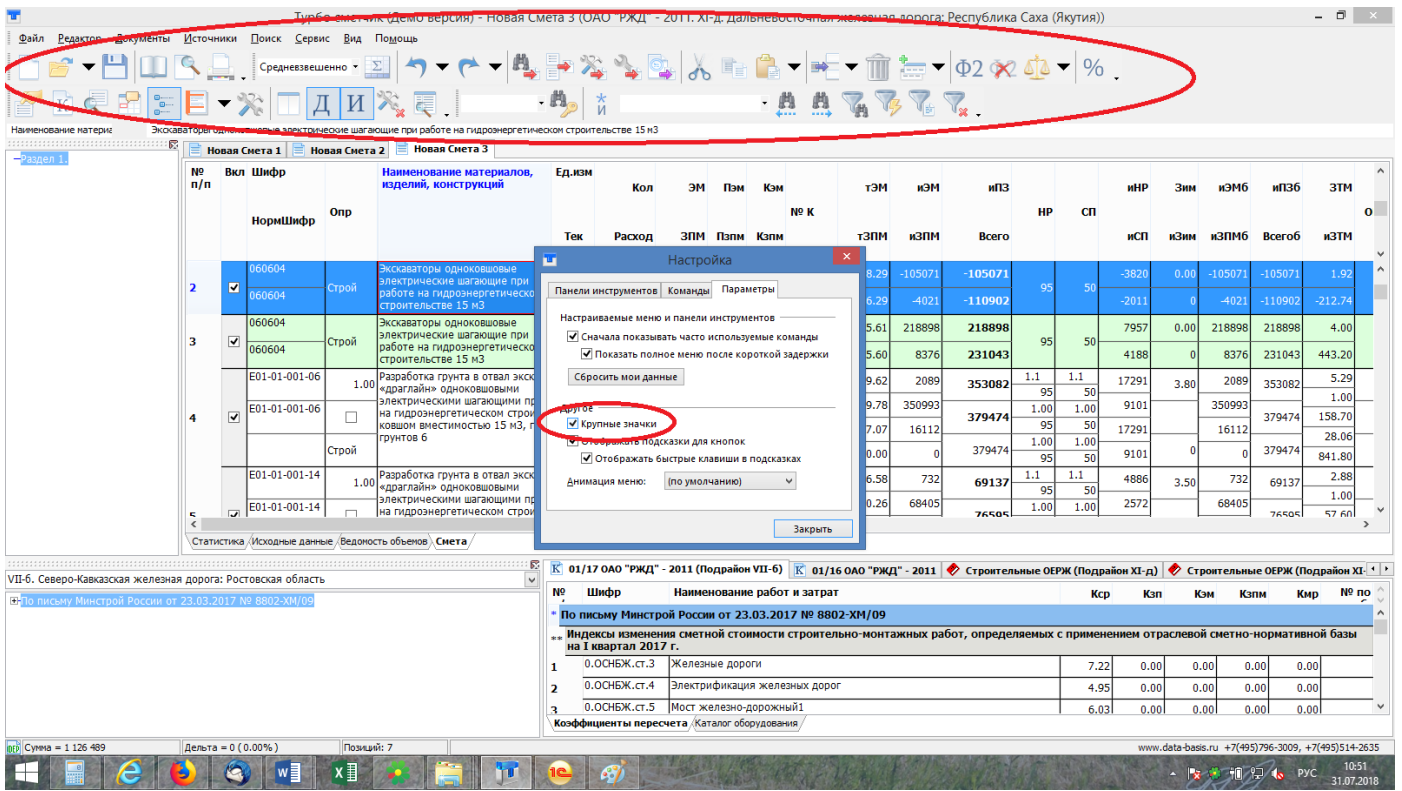 Турбо сметчик (Демо версия) - Новая Смета 3 (ОАО "РЖД" - 2011. XI-д. Дальневосточная железная дорога: Республика Саха (Якутия))
Файл Редактор Документы Источники Поиск Сервис Вид Помощь
Средневзвешенно Σ Ф2 %
К Д И * И
Наименование материа Экскаваторы одноковшовые электрические шагающие при работе на гидроэнергетическом строительстве 15 м3
Раздел 1.
Новая Смета 1 Новая Смета 2 Новая Смета 3
№ п/п Вкл Шифр Наименование материалов, изделий, конструкций Ед.изм Кол ЭМ Пэм Кэм тЭМ иЭМ иПЗ иНР Зим иЭМб иПЗб ЗТМ
НормШифр Опр № К НР СП О
Тек Расход ЗПМ Пзпм Кзпм тЗПМ иЗПМ Всего иСП иЗим иЗПМб Всегоб иЗТМ
2 060604 Строй Экскаваторы одноковшовые 8.29 -105071 -105071 95 50 -3820 0.00 -105071 -105071 1.92
электрические шагающие при
060604 работе на гидроэнергетическо 6.29 -4021 -110902 -2011 0 -4021 -110902 -212.74
строительстве 15 м3
3 060604 Строй Экскаваторы одноковшовые 5.61 218898 218898 95 50 7957 0.00 218898 218898 4.00
электрические шагающие при
060604 работе на гидроэнергетическо 5.60 8376 231043 4188 0 8376 231043 443.20
строительстве 15 м3
4 Е01-01-001-06 1.00 Разработка грунта в отвал экск 9.62 2089 353082 1.1 1.1 17291 3.80 2089 353082 5.29
«драглайн» одноковшовыми 95 50 1.00
электрическими шагающими пр
Е01-01-001-06 на гидроэнергетическом строи 9.78 350993 379474 1.00 1.00 9101 350993 379474 158.70
ковшом вместимостью 15 м3, г 7.07 16112 95 50 17291 16112 28.06
грунтов 6
Строй 0.00 0 379474 1.00 1.00 9101 0 0 379474 841.80
95 50
5 Е01-01-001-14 1.00 Разработка грунта в отвал экск 6.58 732 69137 1.1 1.1 4886 3.50 732 69137 2.88
«драглайн» одноковшовыми 95 50 1.00
электрическими шагающими пр
Е01-01-001-14 на гидроэнергетическом строи 0.26 68405 76595 1.00 1.00 2572 68405 76595 57.60
Настройка
Панели инструментов Команды Параметры
Настраиваемые меню и панели инструментов
Сначала показывать часто используемые команды
Показать полное меню после короткой задержки
Сбросить мои данные
Другое
Крупные значки
Отображать подсказки для кнопок
Отображать быстрые клавиши в подсказках
Анимация меню: (по умолчанию)
Закрыть
Статистика Исходные данные Ведомость объемов Смета
VII-б. Северо-Кавказская железная дорога: Ростовская область
По письму Минстрой России от 23.03.2017 № 8802-ХМ/09
К 01/17 ОАО "РЖД" - 2011 (Подрайон VII-б) К 01/16 ОАО "РЖД" - 2011 Строительные ОЕРЖ (Подрайон XI-д) Строительные ОЕРЖ (Подрайон XI-
№ Шифр Наименование работ и затрат Кср Кзп Кэм Кзпм Кмр № по
* По письму Минстрой России от 23.03.2017 № 8802-ХМ/09
** Индексы изменения сметной стоимости строительно-монтажных работ, определяемых с применением отраслевой сметно-нормативной базы
на I квартал 2017 г.
1 0.ОСНБЖ.ст.3 Железные дороги 7.22 0.00 0.00 0.00 0.00
2 0.ОСНБЖ.ст.4 Электрификация железных дорог 4.95 0.00 0.00 0.00 0.00
3 0.ОСНБЖ.ст.5 Мост железно-дорожный1 6.03 0.00 0.00 0.00 0.00
Коэффициенты пересчета Каталог оборудования
Сумма = 1 126 489 Дельта = 0 ( 0.00% ) Позиций: 7 www.data-basis.ru +7(495)796-3009, +7(495)514-2635
РУС 10:51
31.07.2018